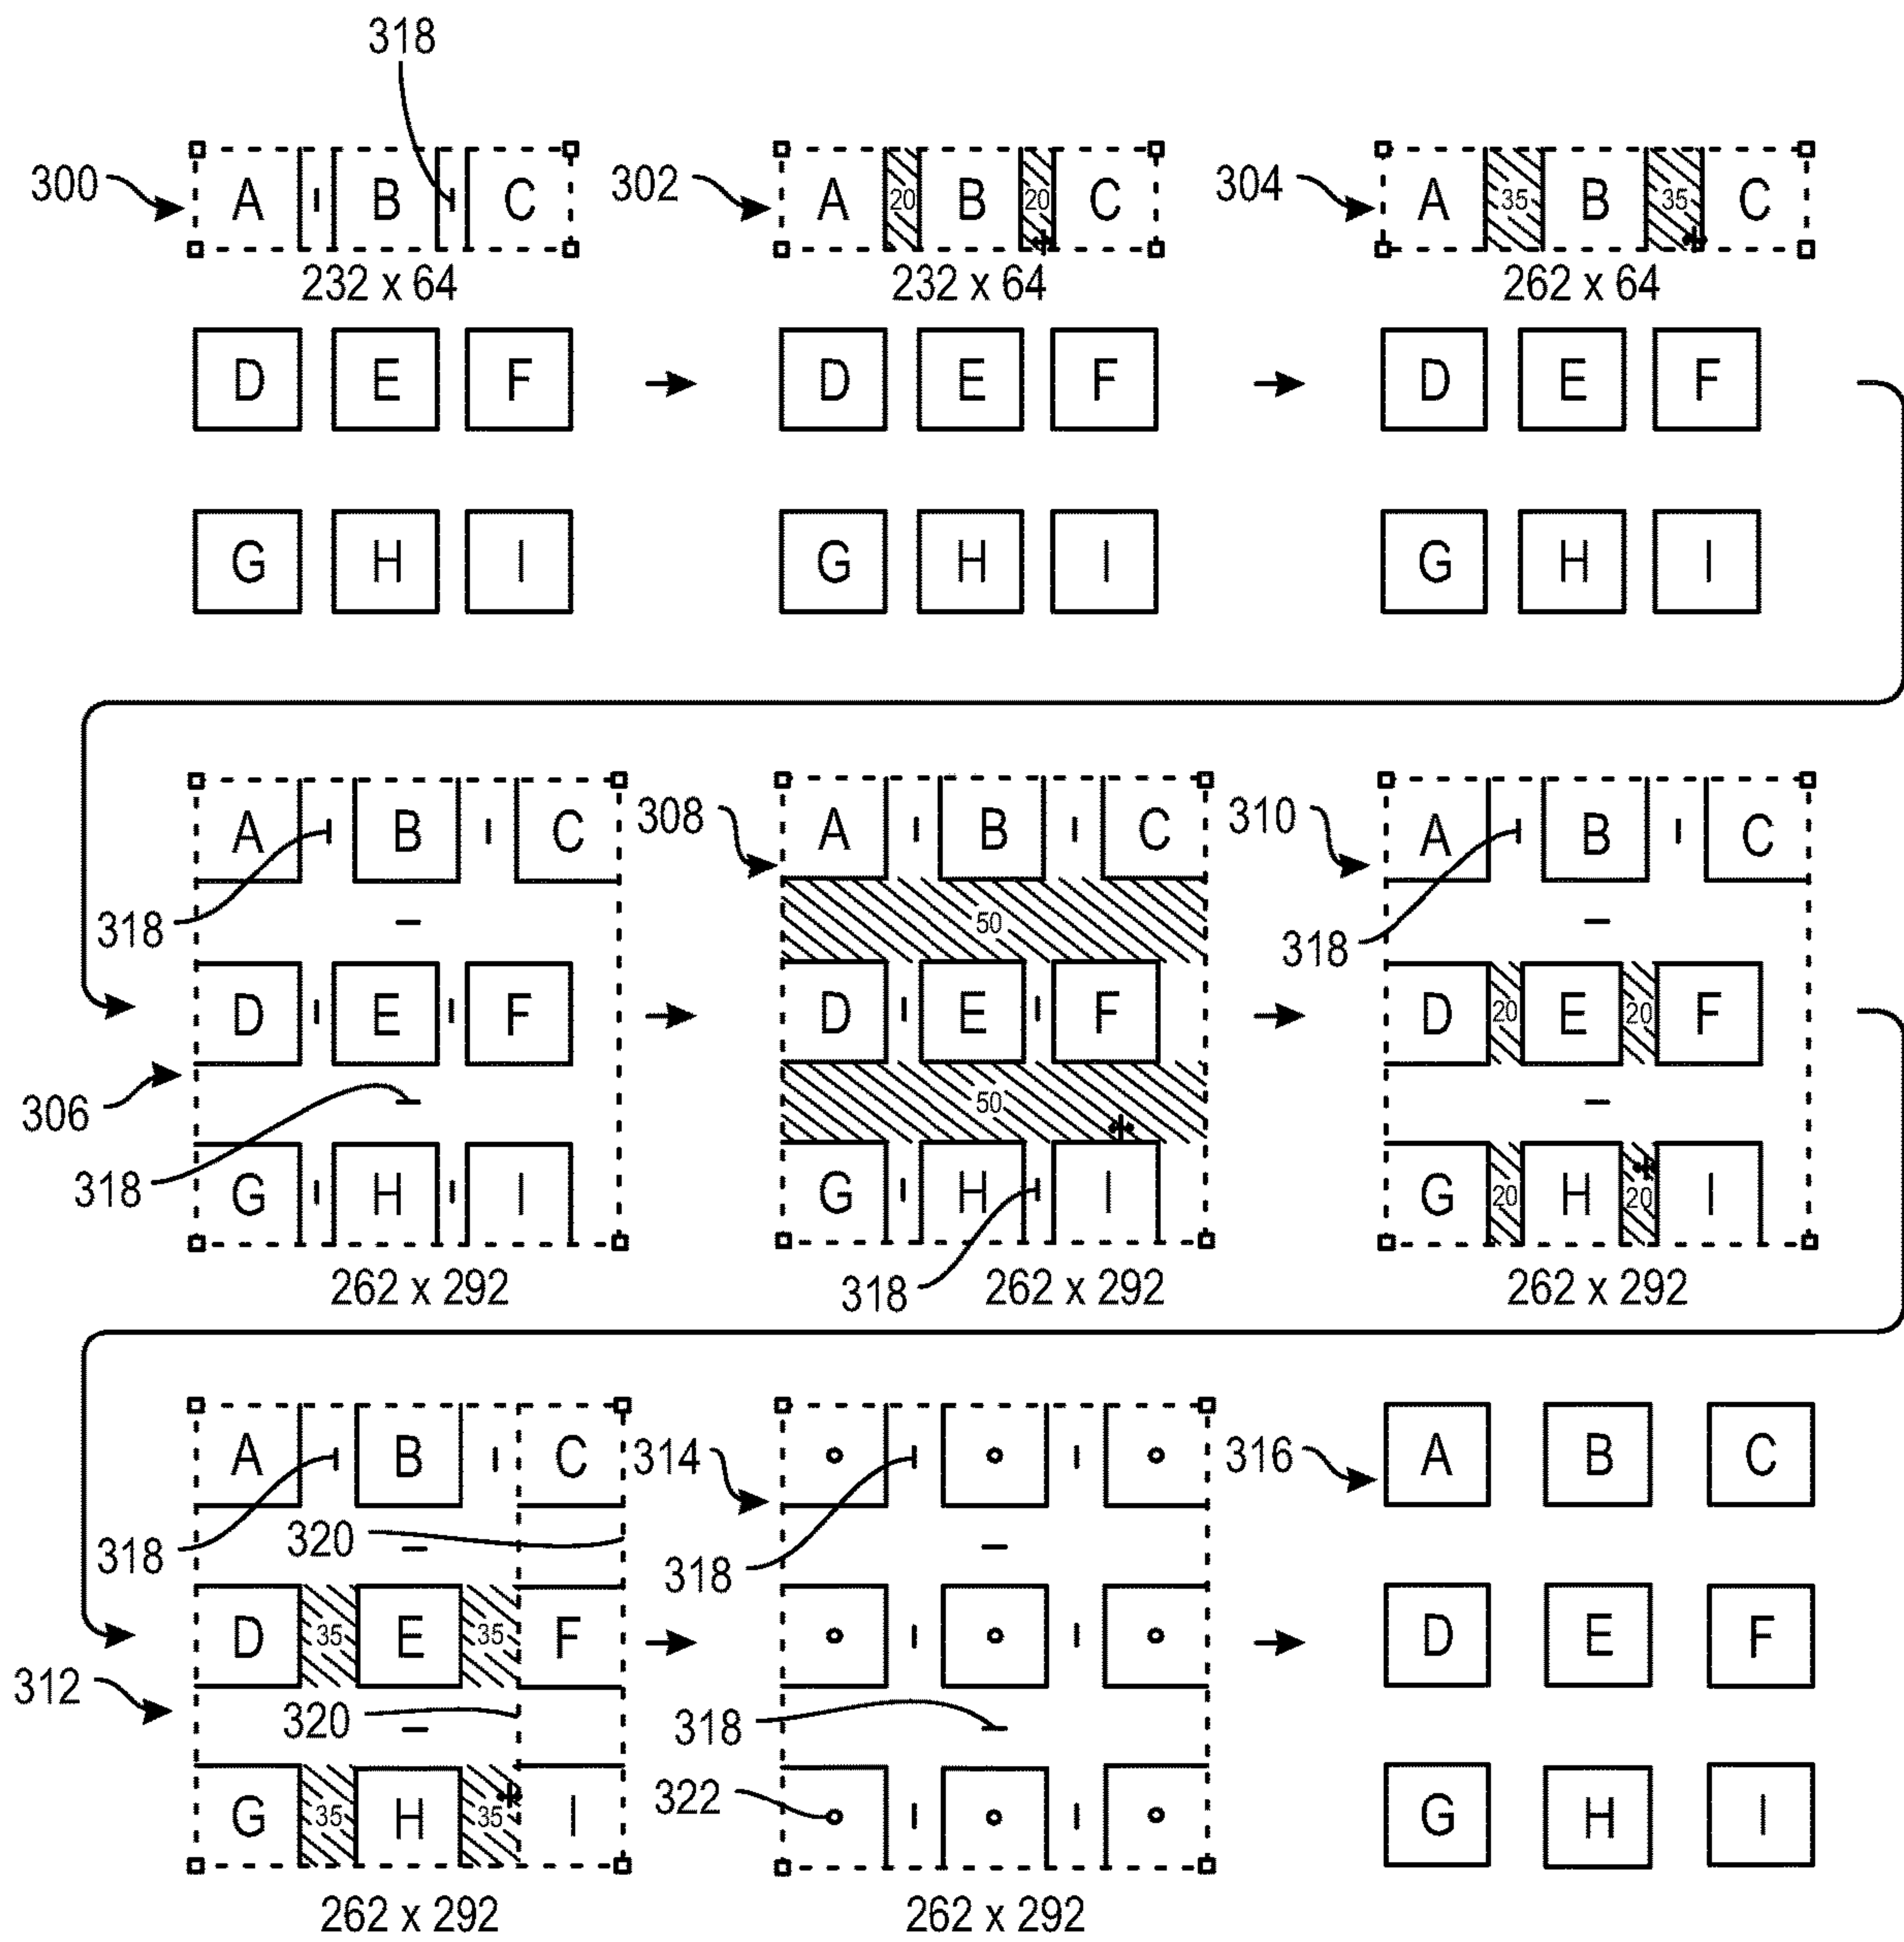 318
300 A B C 302 A 20 B 20 C 304 A 35 B 35 C
232 x 64 232 x 64 262 x 64
D E F D E F D E F
G H I G H I G H I
A B C 308 A B C 310 A B C
318 50 318
D E F D E F D 20 E 20 F
306 50
318 G H I G H I G 20 H 20 I
262 x 292 318 262 x 292 262 x 292
A B C 314 316 A B C
318 320 318
D 35 E 35 F D E F
312 320 318
G 35 H 35 I 322 G H I
262 x 292 262 x 292